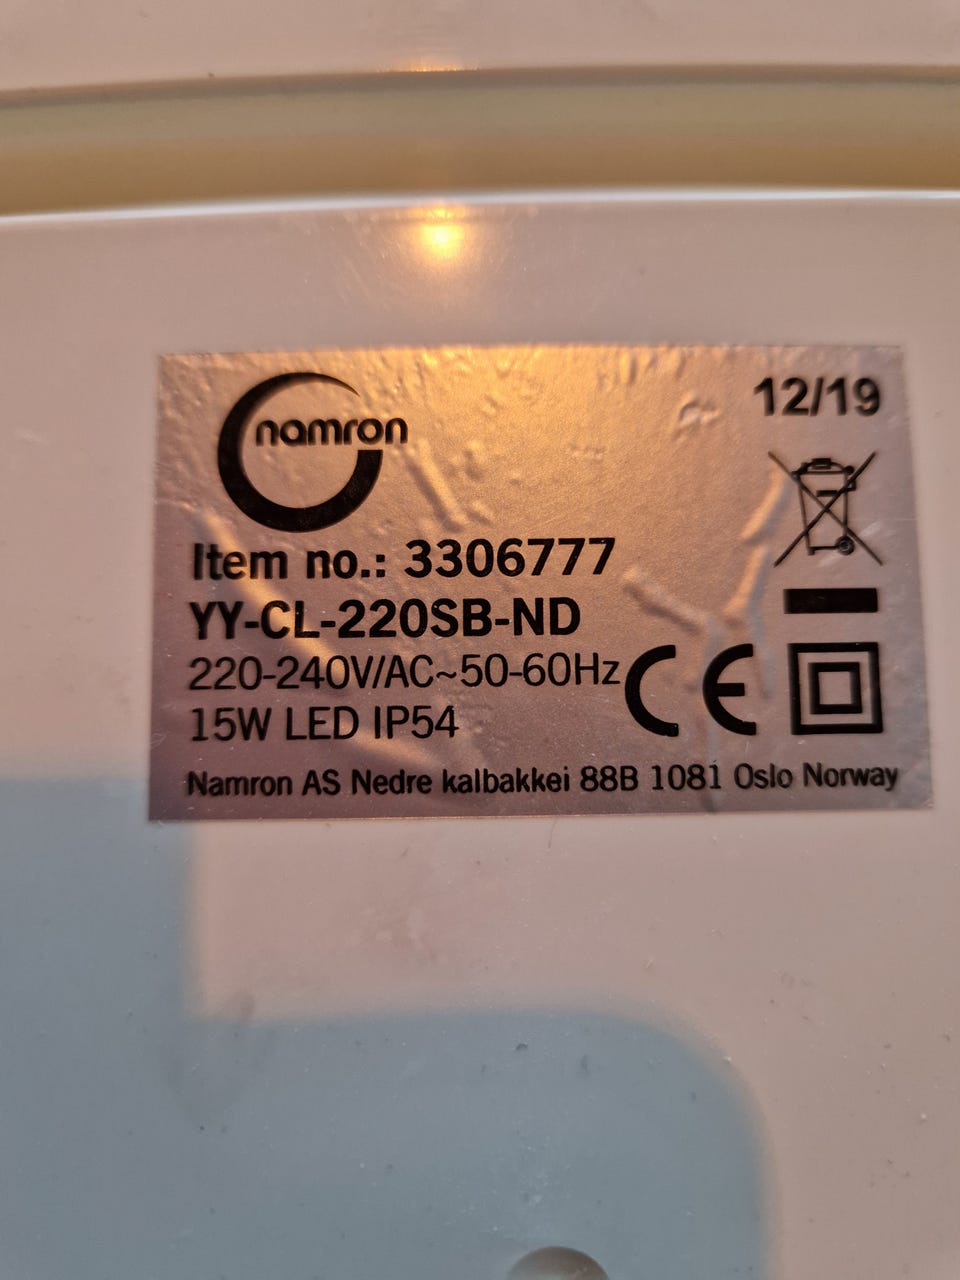 namron
12/19
Item no.: 3306777
YY-CL-220SB-ND
220-240V/AC~50-60Hz
15W LED IP54
CE
Namron AS Nedre kalbakkei 88B 1081 Oslo Norway